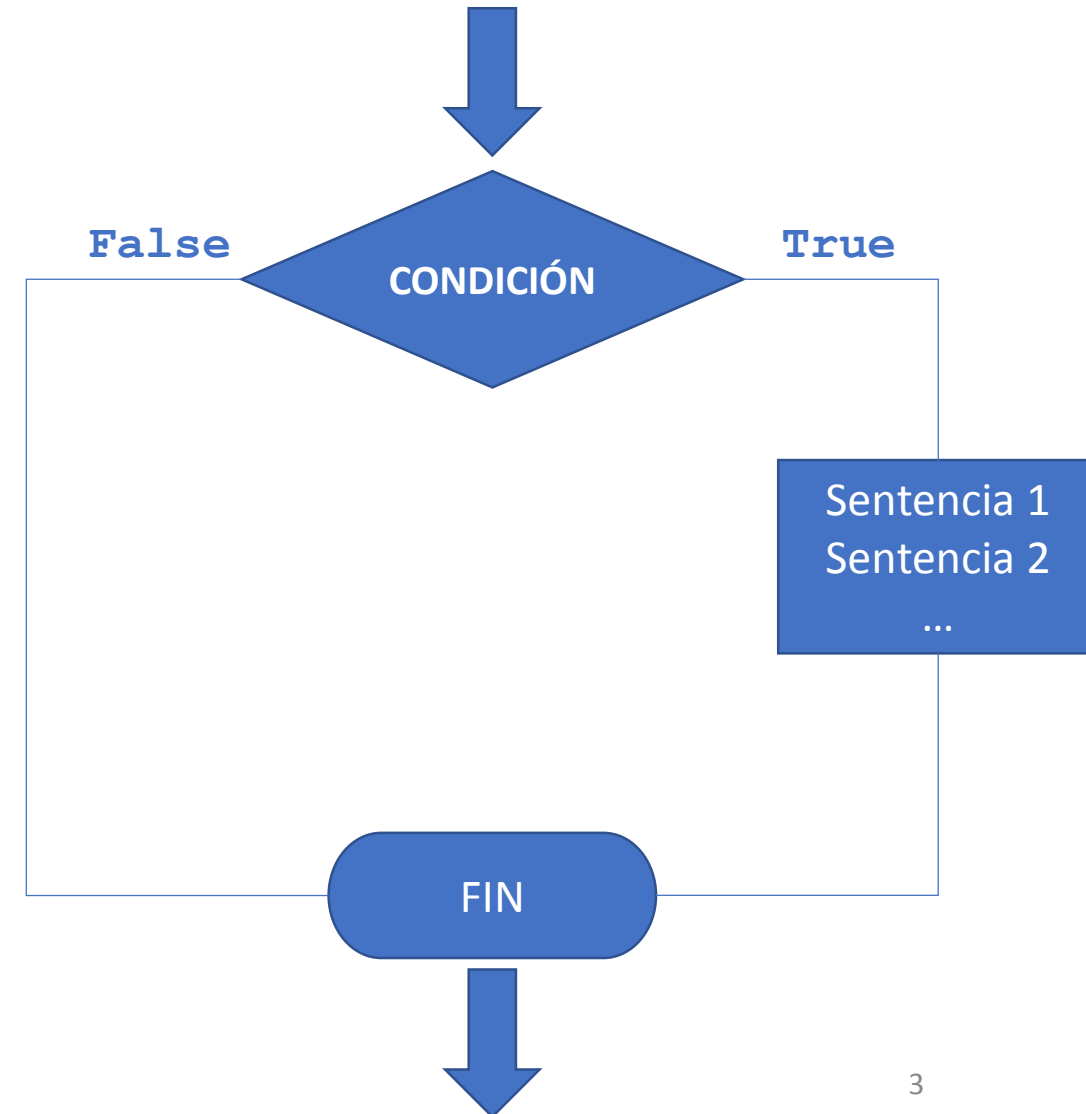 False
True
CONDICIÓN
Sentencia 1
Sentencia 2
...
FIN
3